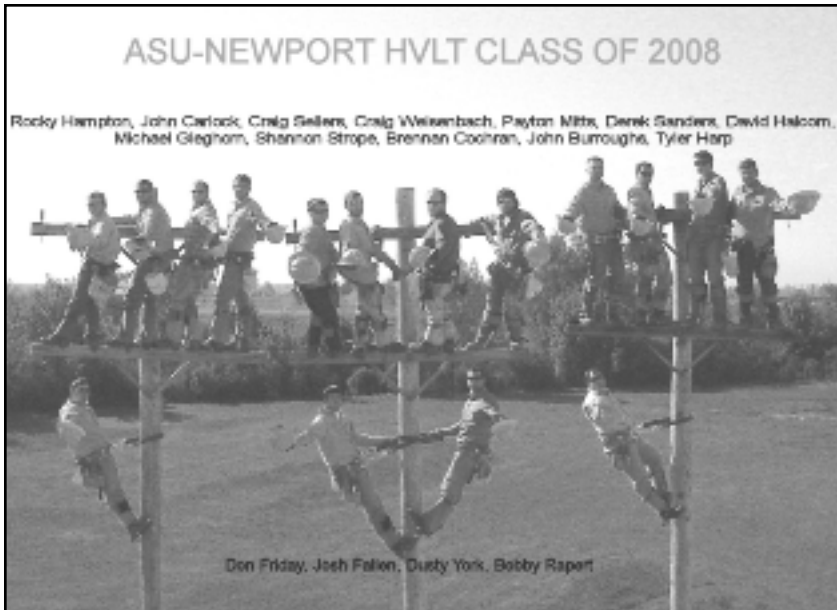 ASU-NEWPORT HVLT CLASS OF 2008
Rocky Hampton, John Carlock, Craig Sellers, Craig Weisenbach, Payton Mitts, Derek Sanders, David Halcom,
Michael Gleghorn, Shannon Strope, Brennan Cochran, John Burroughs, Tyler Harp
Don Friday, Josh Fallen, Dusty York, Bobby Rapert